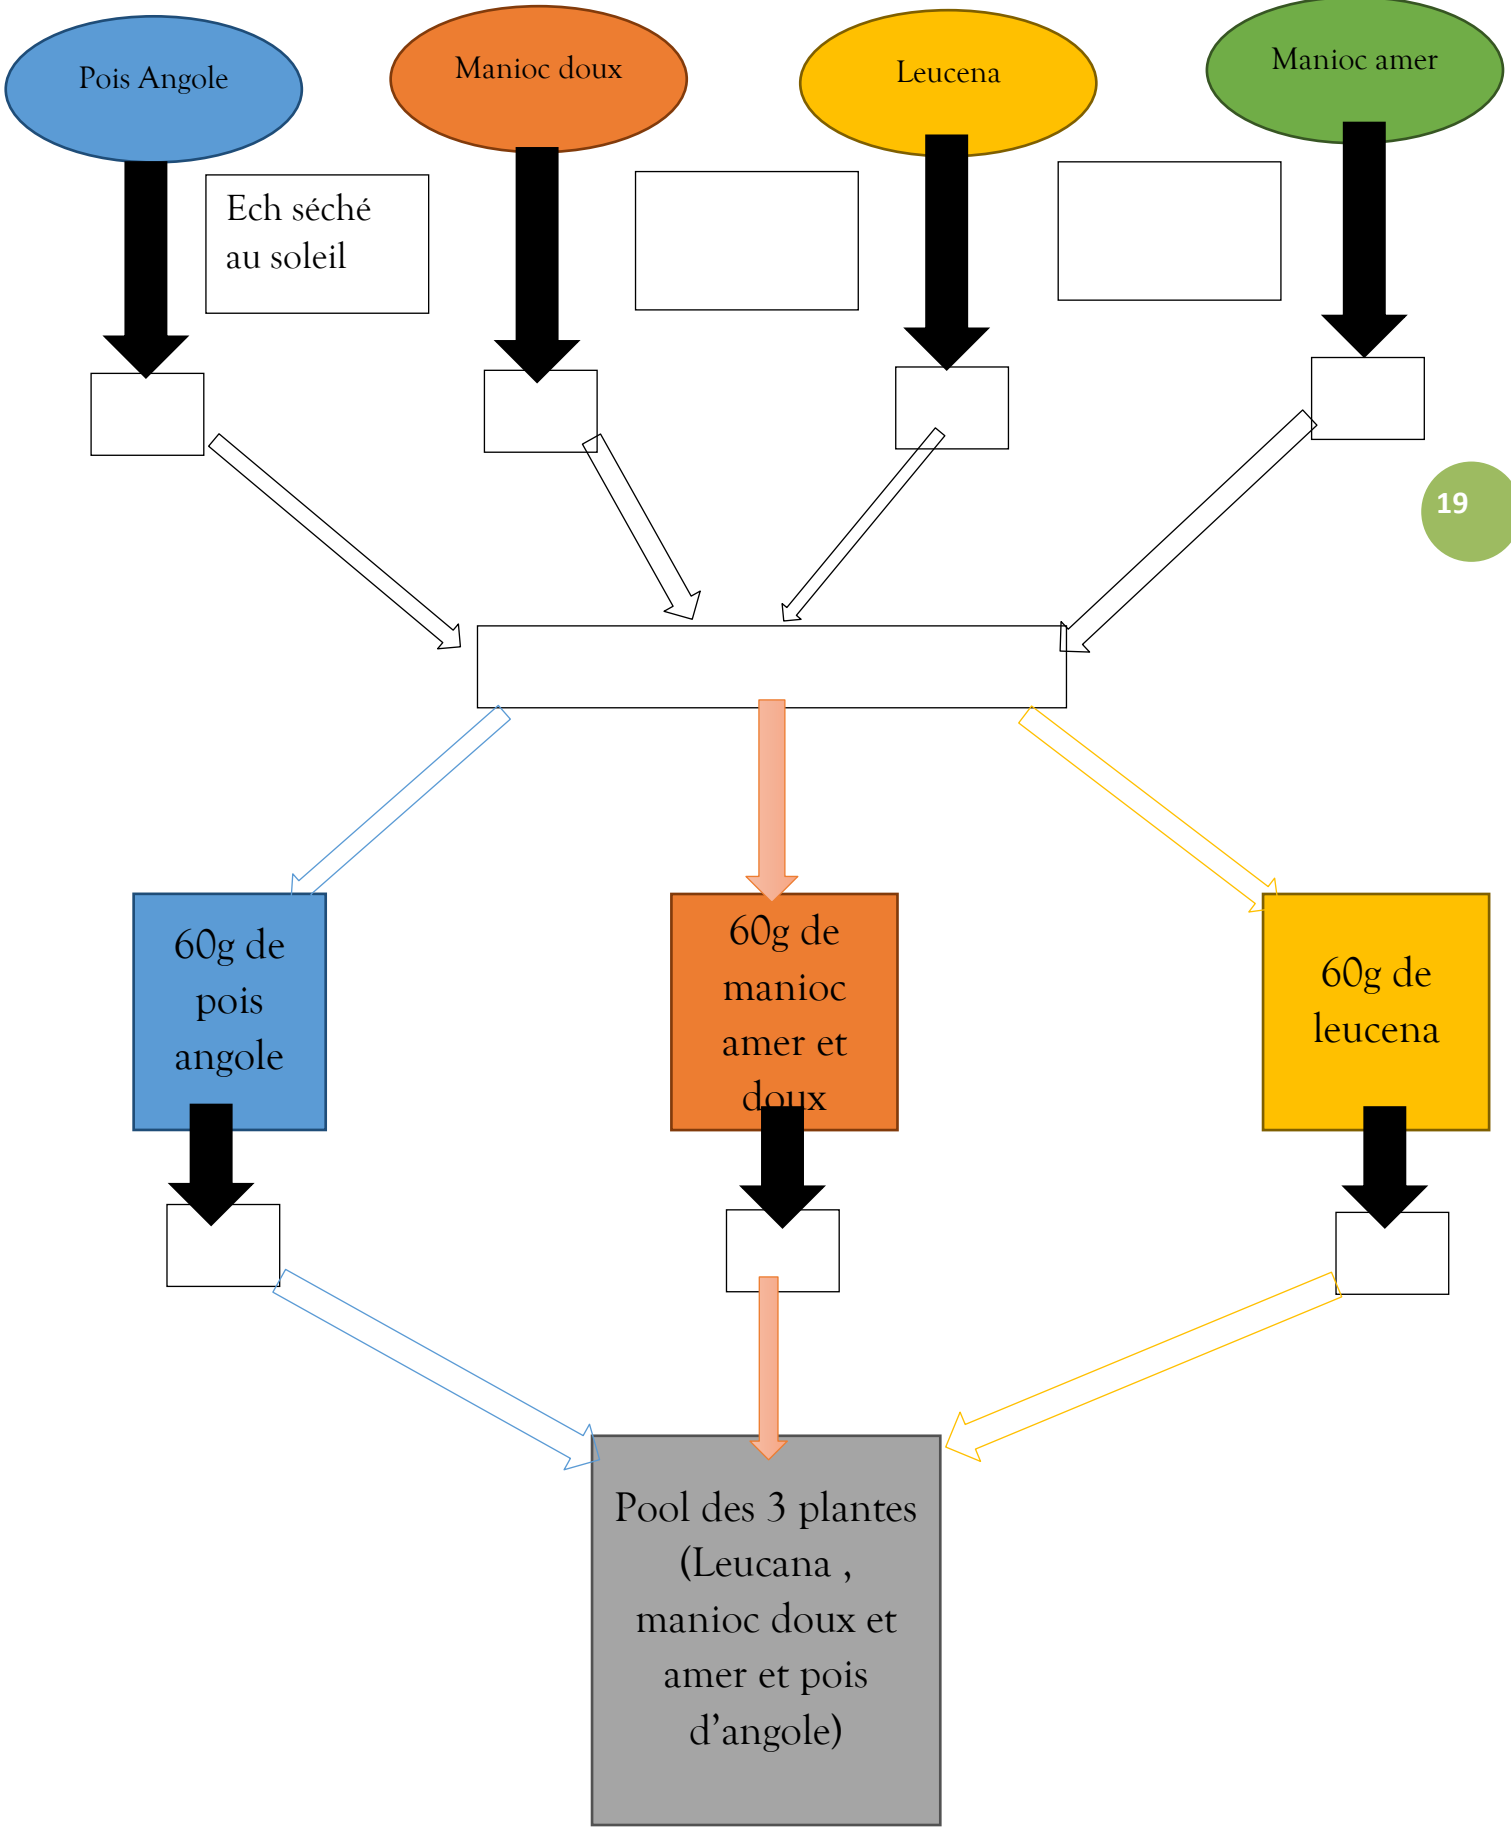 Pois Angole
Manioc doux
Leucena
Manioc amer
Ech séché
au soleil
19
60g de
pois
angole
60g de
manioc
amer et
doux
60g de
leucena
Pool des 3 plantes
(Leucana ,
manioc doux et
amer et pois
d’angole)